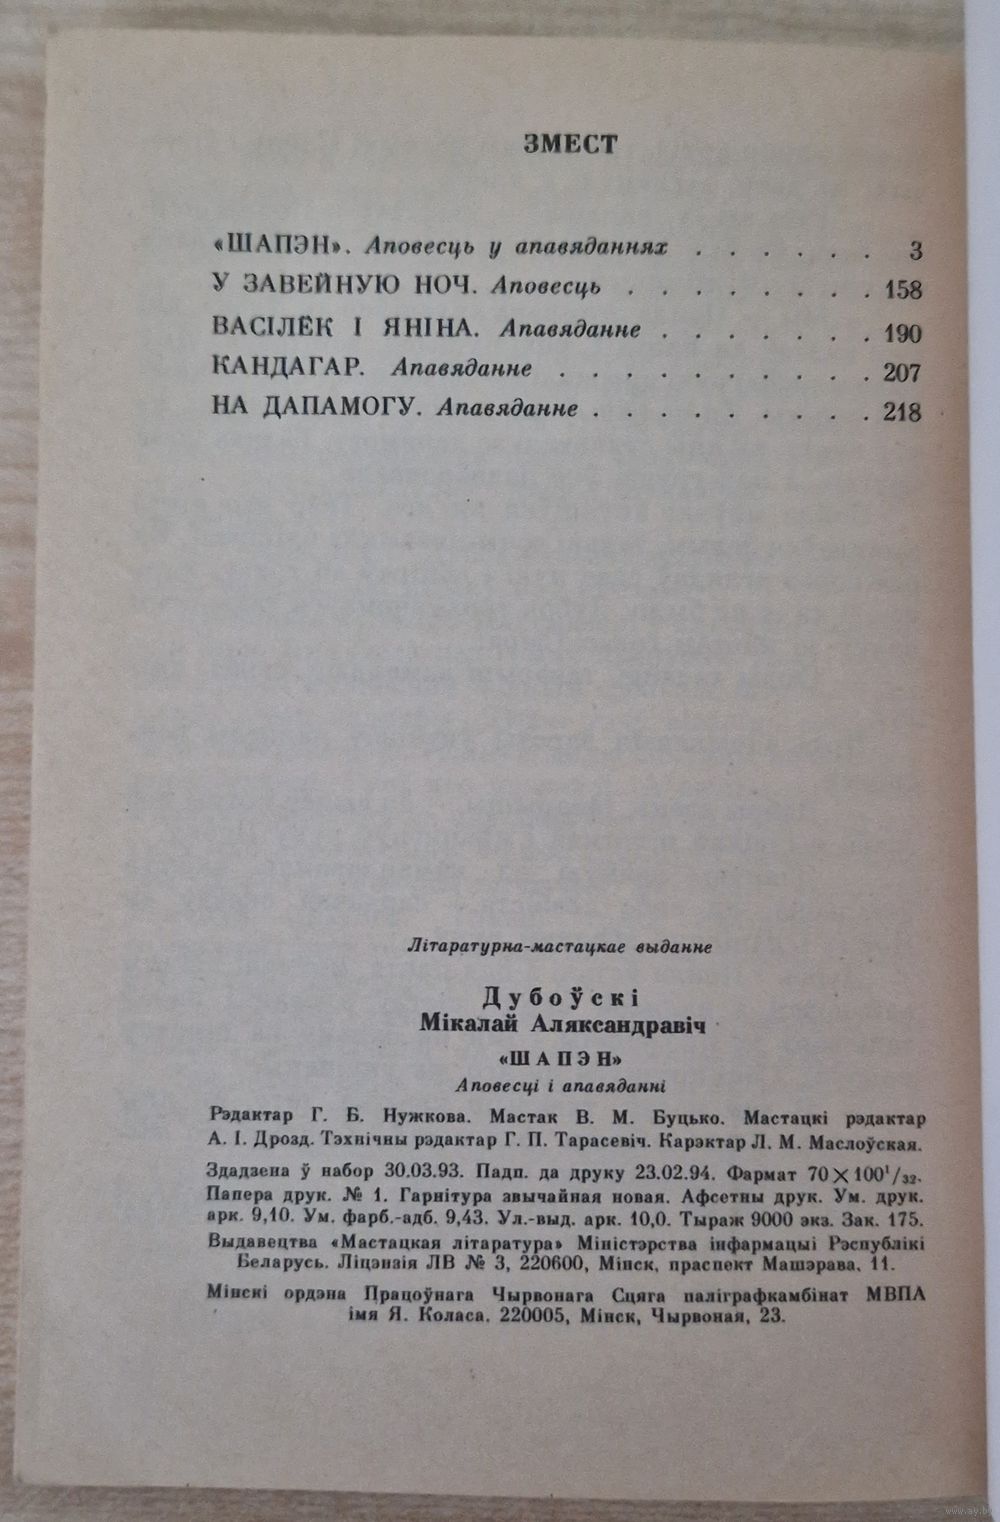 ЗМЕСТ
«ШАПЭН». Аповесць у апавяданнях . . . . . . 3
У ЗАВЕЙНУЮ НОЧ. Аповесць . . . . . . . . 158
ВАСІЛЁК І ЯНІНА. Апавяданне . . . . . . . 190
КАНДАГАР. Апавяданне . . . . . . . . . . 207
НА ДАПАМОГУ. Апавяданне . . . . . . . . . 218
Літаратурна-мастацкае выданне
Дубоўскі
Мікалай Аляксандравіч
«ШАПЭН»
Аповесці і апавяданні
Рэдактар Г. Б. Нужкова. Мастак В. М. Буцько. Мастацкі рэдактар
А. І. Дрозд. Тэхнічны рэдактар Г. П. Тарасевіч. Карэктар Л. М. Маслоўская.
Здадзена ў набор 30.03.93. Падп. да друку 23.02.94. Фармат 70×100¹/₃₂.
Папера друк. № 1. Гарнітура звычайная новая. Афсетны друк. Ум. друк.
арк. 9,10. Ум. фарб.-адб. 9,43. Ул.-выд. арк. 10,0. Тыраж 9000 экз. Зак. 175.
Выдавецтва «Мастацкая літаратура» Міністэрства інфармацыі Рэспублікі
Беларусь. Ліцэнзія ЛВ № 3, 220600, Мінск, праспект Машэрава, 11.
Мінскі ордэна Працоўнага Чырвонага Сцяга паліграфкамбінат МВПА
імя Я. Коласа. 220005, Мінск, Чырвоная, 23.
www.ay.by